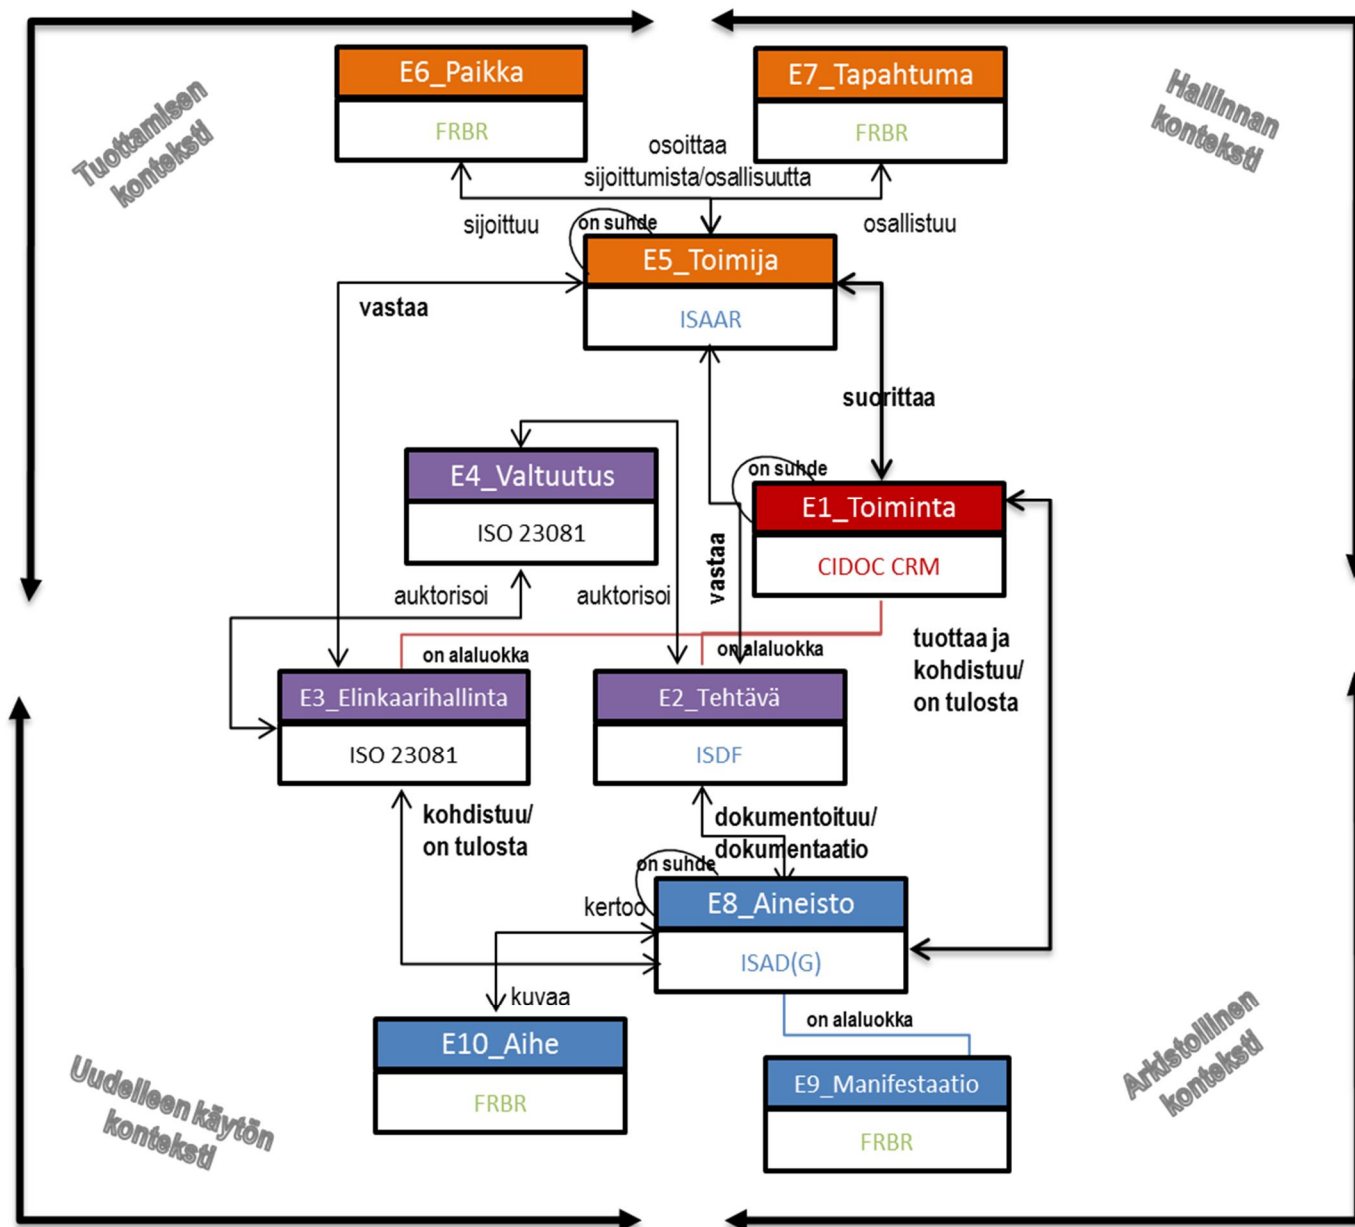 E6_Paikka
FRBR
E7_Tapahtuma
FRBR
Tuottamisen
konteksti
Hallinnan
konteksti
osoittaa
sijoittumista/osallisuutta
sijoittuu
on suhde
osallistuu
E5_Toimija
ISAAR
vastaa
suorittaa
E4_Valtuutus
ISO 23081
on suhde
E1_Toiminta
CIDOC CRM
vastaa
auktorisoi
auktorisoi
on alaluokka
on alaluokka
tuottaa ja
kohdistuu/
on tulosta
E3_Elinkaarihallinta
ISO 23081
E2_Tehtävä
ISDF
kohdistuu/
on tulosta
dokumentoituu/
dokumentaatio
on suhde
kertoo
E8_Aineisto
ISAD(G)
kuvaa
on alaluokka
E10_Aihe
FRBR
E9_Manifestaatio
FRBR
Uudelleen käytön
konteksti
Arkistollinen
konteksti